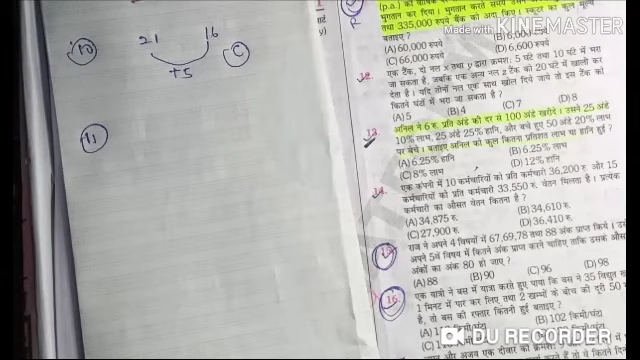 10
21 16
+5
C
11
(p.a.)
भुगतान कर दिया। भुगतान करते समय उसने
तथा 335,000 रुपये बैंक को अदा किए। स्कूटर का कुल मूल्य
बताइए ?
(A) 60,000 रुपये (B) 6,000
(C) 66,000 रुपये (D) 6,600 रुपये
12.
एक टैंक, दो नल x तथा y द्वारा क्रमशः 5 घंटे तथा 10 घंटे में भरा
जा सकता है, जबकि एक अन्य नल z टैंक को 20 घंटे में खाली कर
देता है। यदि तीनों नल एक साथ खोल दिये जाये तो इस टैंक को
कितने घंटों में भरा जा सकता है ?
(A) 5 (B) 4 (C) 7 (D) 8
13.
अनिल ने 6 रु. प्रति अंडे की दर से 100 अंडे खरीदे। उसने 25 अंडे
10% लाभ, 25 अंडे 25% हानि, और बचे हुए 50 अंडे 20% लाभ
पर बेचे। बताइए अनिल को कुल कितना प्रतिशत लाभ या हानि हुई ?
(A) 6.25% हानि (B) 6.25% लाभ
(C) 8% लाभ (D) 12% हानि
14.
एक कंपनी में 10 कर्मचारियों को प्रति कर्मचारी 36,200 रु. और 15
कर्मचारियों को प्रति कर्मचारी 33,550 रु. वेतन मिलता है। प्रत्येक
कर्मचारी का औसत वेतन कितना है ?
(A) 34,875 रु. (B) 34,610 रु.
(C) 27,900 रु. (D) 36,410 रु.
15.
राज ने अपने 4 विषयों में 67,69,78 तथा 88 अंक प्राप्त किये।
अपने 5वें विषय में कितने अंक प्राप्त करने चाहिए ताकि उसके औसत
अंकों का अंक 80 हो जाए ?
(A) 88 (B) 90 (C) 96 (D) 98
16.
एक यात्री ने बस में यात्रा करते हुए पाया कि बस ने 35 विद्युत
1 मिनट में पार कर लिए तथा 2 खम्भों के बीच की दूरी 50
है, तो बस की रफ्तार कितनी हुई बताइए ?
(B) 102 किमी/घंटा
Made with KINEMASTER
DU RECORDER